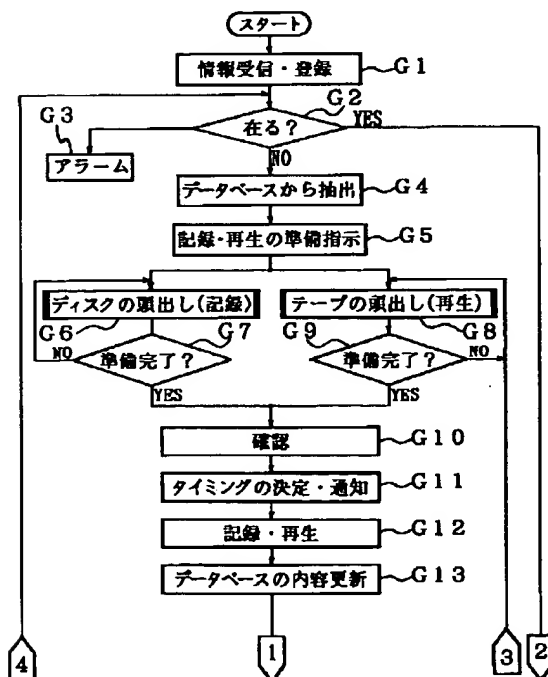 スタート
情報受信・登録
G1
G2
在る?
YES
G3
アラーム
NO
データベースから抽出
G4
記録・再生の準備指示
G5
ディスクの頭出し(記録)
テープの頭出し(再生)
G6
G7
G9
G8
準備完了?
NO
準備完了?
NO
YES
YES
確認
G10
タイミングの決定・通知
G11
記録・再生
G12
データベースの内容更新
G13
4
1
3
2